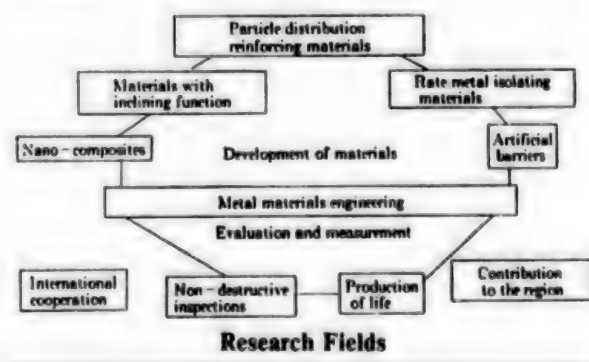 Particle distribution
reinforcing materials
Materials with
inclining function
Rate metal isolating
materials
Nano - composites
Development of materials
Artificial
barriers
Metal materials engineering
Evaluation and measurement
International
cooperation
Non - destructive
inspections
Production
of life
Contribution
to the region
Research Fields